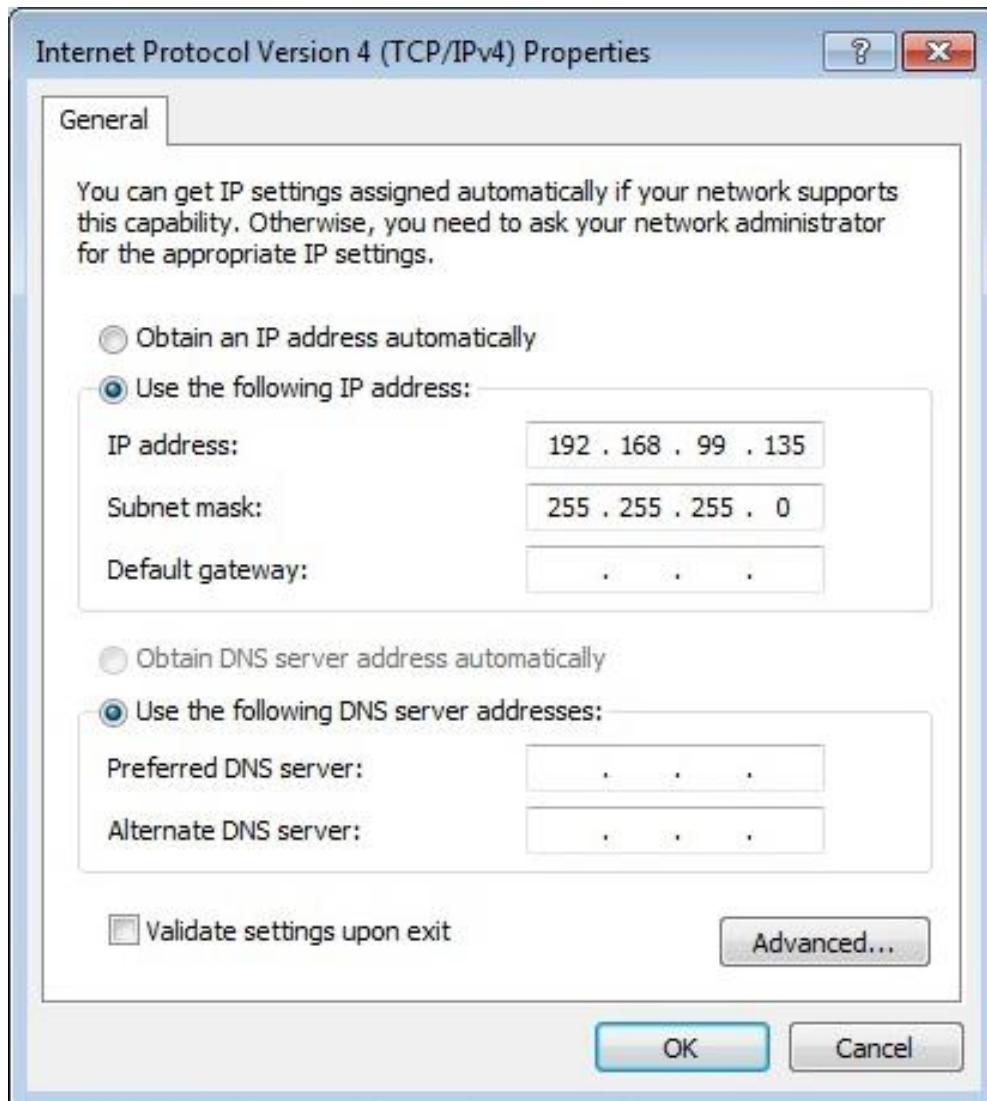 Internet Protocol Version 4 (TCP/IPv4) Properties
General
You can get IP settings assigned automatically if your network supports
this capability. Otherwise, you need to ask your network administrator
for the appropriate IP settings.
Obtain an IP address automatically
Use the following IP address:
IP address: 192 . 168 . 99 . 135
Subnet mask: 255 . 255 . 255 . 0
Default gateway: . . .
Obtain DNS server address automatically
Use the following DNS server addresses:
Preferred DNS server: . . .
Alternate DNS server: . . .
Validate settings upon exit
Advanced...
OK Cancel